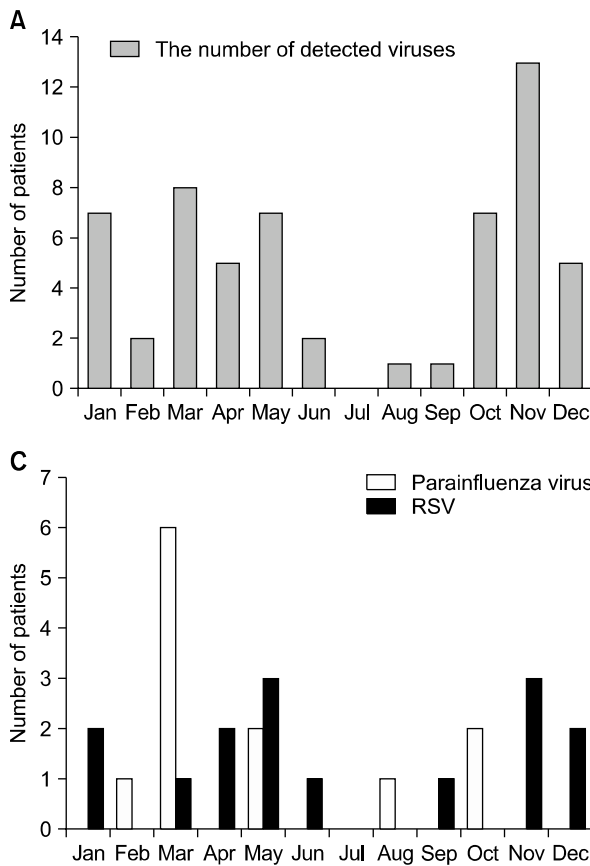 A
The number of detected viruses
Number of patients
14
12
10
8
6
4
2
0
Jan Feb Mar Apr May Jun Jul Aug Sep Oct Nov Dec
C
Parainfluenza virus
RSV
Number of patients
7
6
5
4
3
2
1
0
Jan Feb Mar Apr May Jun Jul Aug Sep Oct Nov Dec